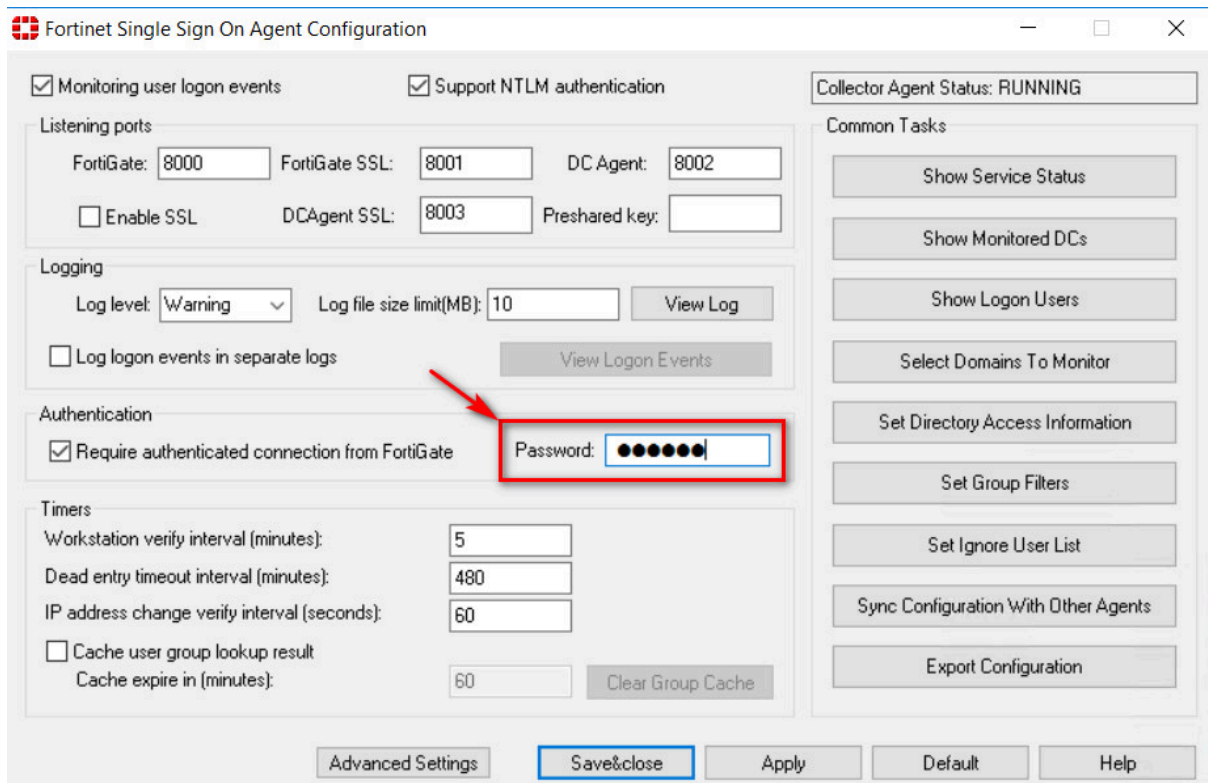 Fortinet Single Sign On Agent Configuration
Monitoring user logon events
Support NTLM authentication
Collector Agent Status: RUNNING
Listening ports
FortiGate: 8000
FortiGate SSL: 8001
DC Agent: 8002
Enable SSL
DCAgent SSL: 8003
Preshared key:
Logging
Log level: Warning
Log file size limit(MB): 10
View Log
Log logon events in separate logs
View Logon Events
Authentication
Require authenticated connection from FortiGate
Password: ●●●●●●
Timers
Workstation verify interval (minutes): 5
Dead entry timeout interval (minutes): 480
IP address change verify interval (seconds): 60
Cache user group lookup result
Cache expire in (minutes): 60
Clear Group Cache
Common Tasks
Show Service Status
Show Monitored DCs
Show Logon Users
Select Domains To Monitor
Set Directory Access Information
Set Group Filters
Set Ignore User List
Sync Configuration With Other Agents
Export Configuration
Advanced Settings
Save&close
Apply
Default
Help